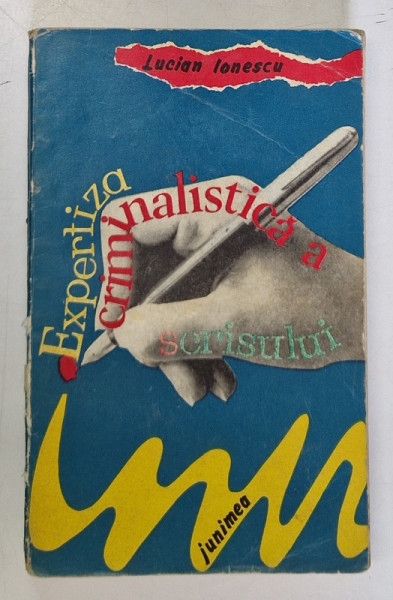 Lucian Ionescu
Expertiza
criminalistică a
scrisului
junimea